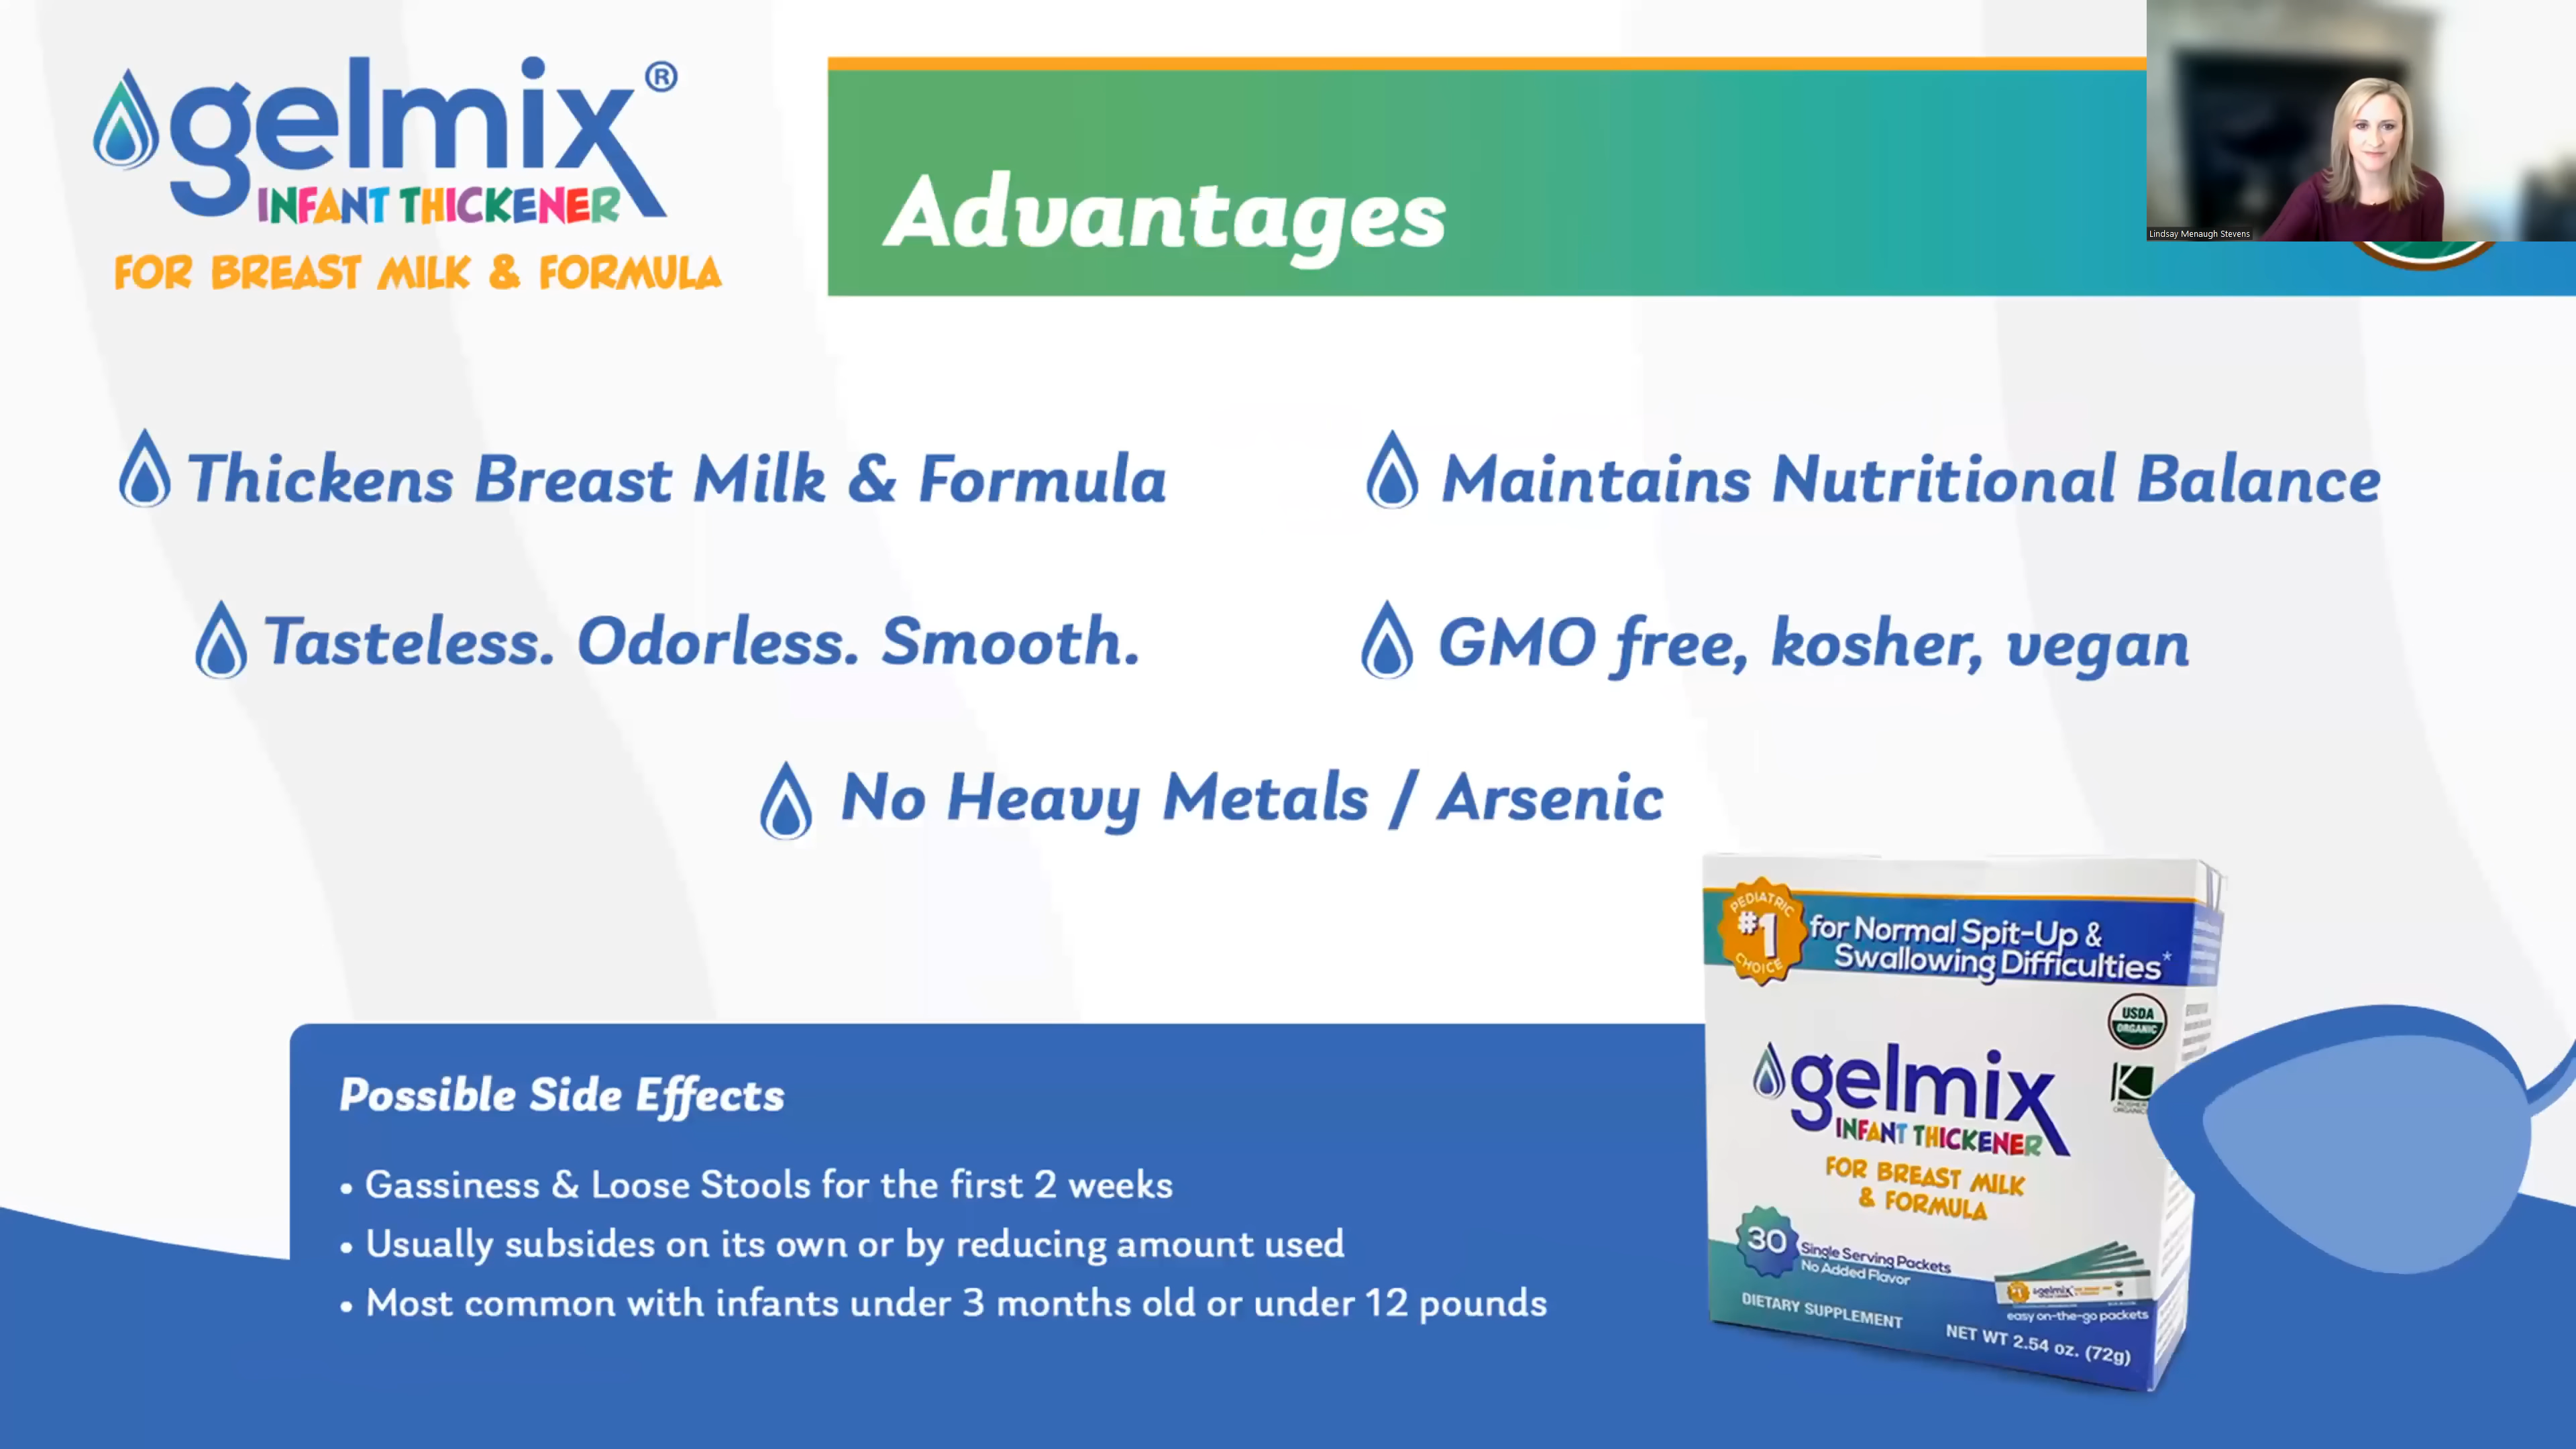 gelmix®
INFANT THICKENER
FOR BREAST MILK & FORMULA
Advantages
Lindsay Menaugh Stevens
Thickens Breast Milk & Formula
Maintains Nutritional Balance
Tasteless. Odorless. Smooth.
GMO free, kosher, vegan
No Heavy Metals / Arsenic
Possible Side Effects
• Gassiness & Loose Stools for the first 2 weeks
• Usually subsides on its own or by reducing amount used
• Most common with infants under 3 months old or under 12 pounds
PEDIATRIC
#1
CHOICE
for Normal Spit-Up &
Swallowing Difficulties*
USDA
ORGANIC
K
KOSHER
ORGANIC
gelmix
INFANT THICKENER
FOR BREAST MILK
& FORMULA
30
Single Serving Packets
No Added Flavor
gelmix
easy on-the-go packets
DIETARY SUPPLEMENT
NET WT 2.54 oz. (72g)